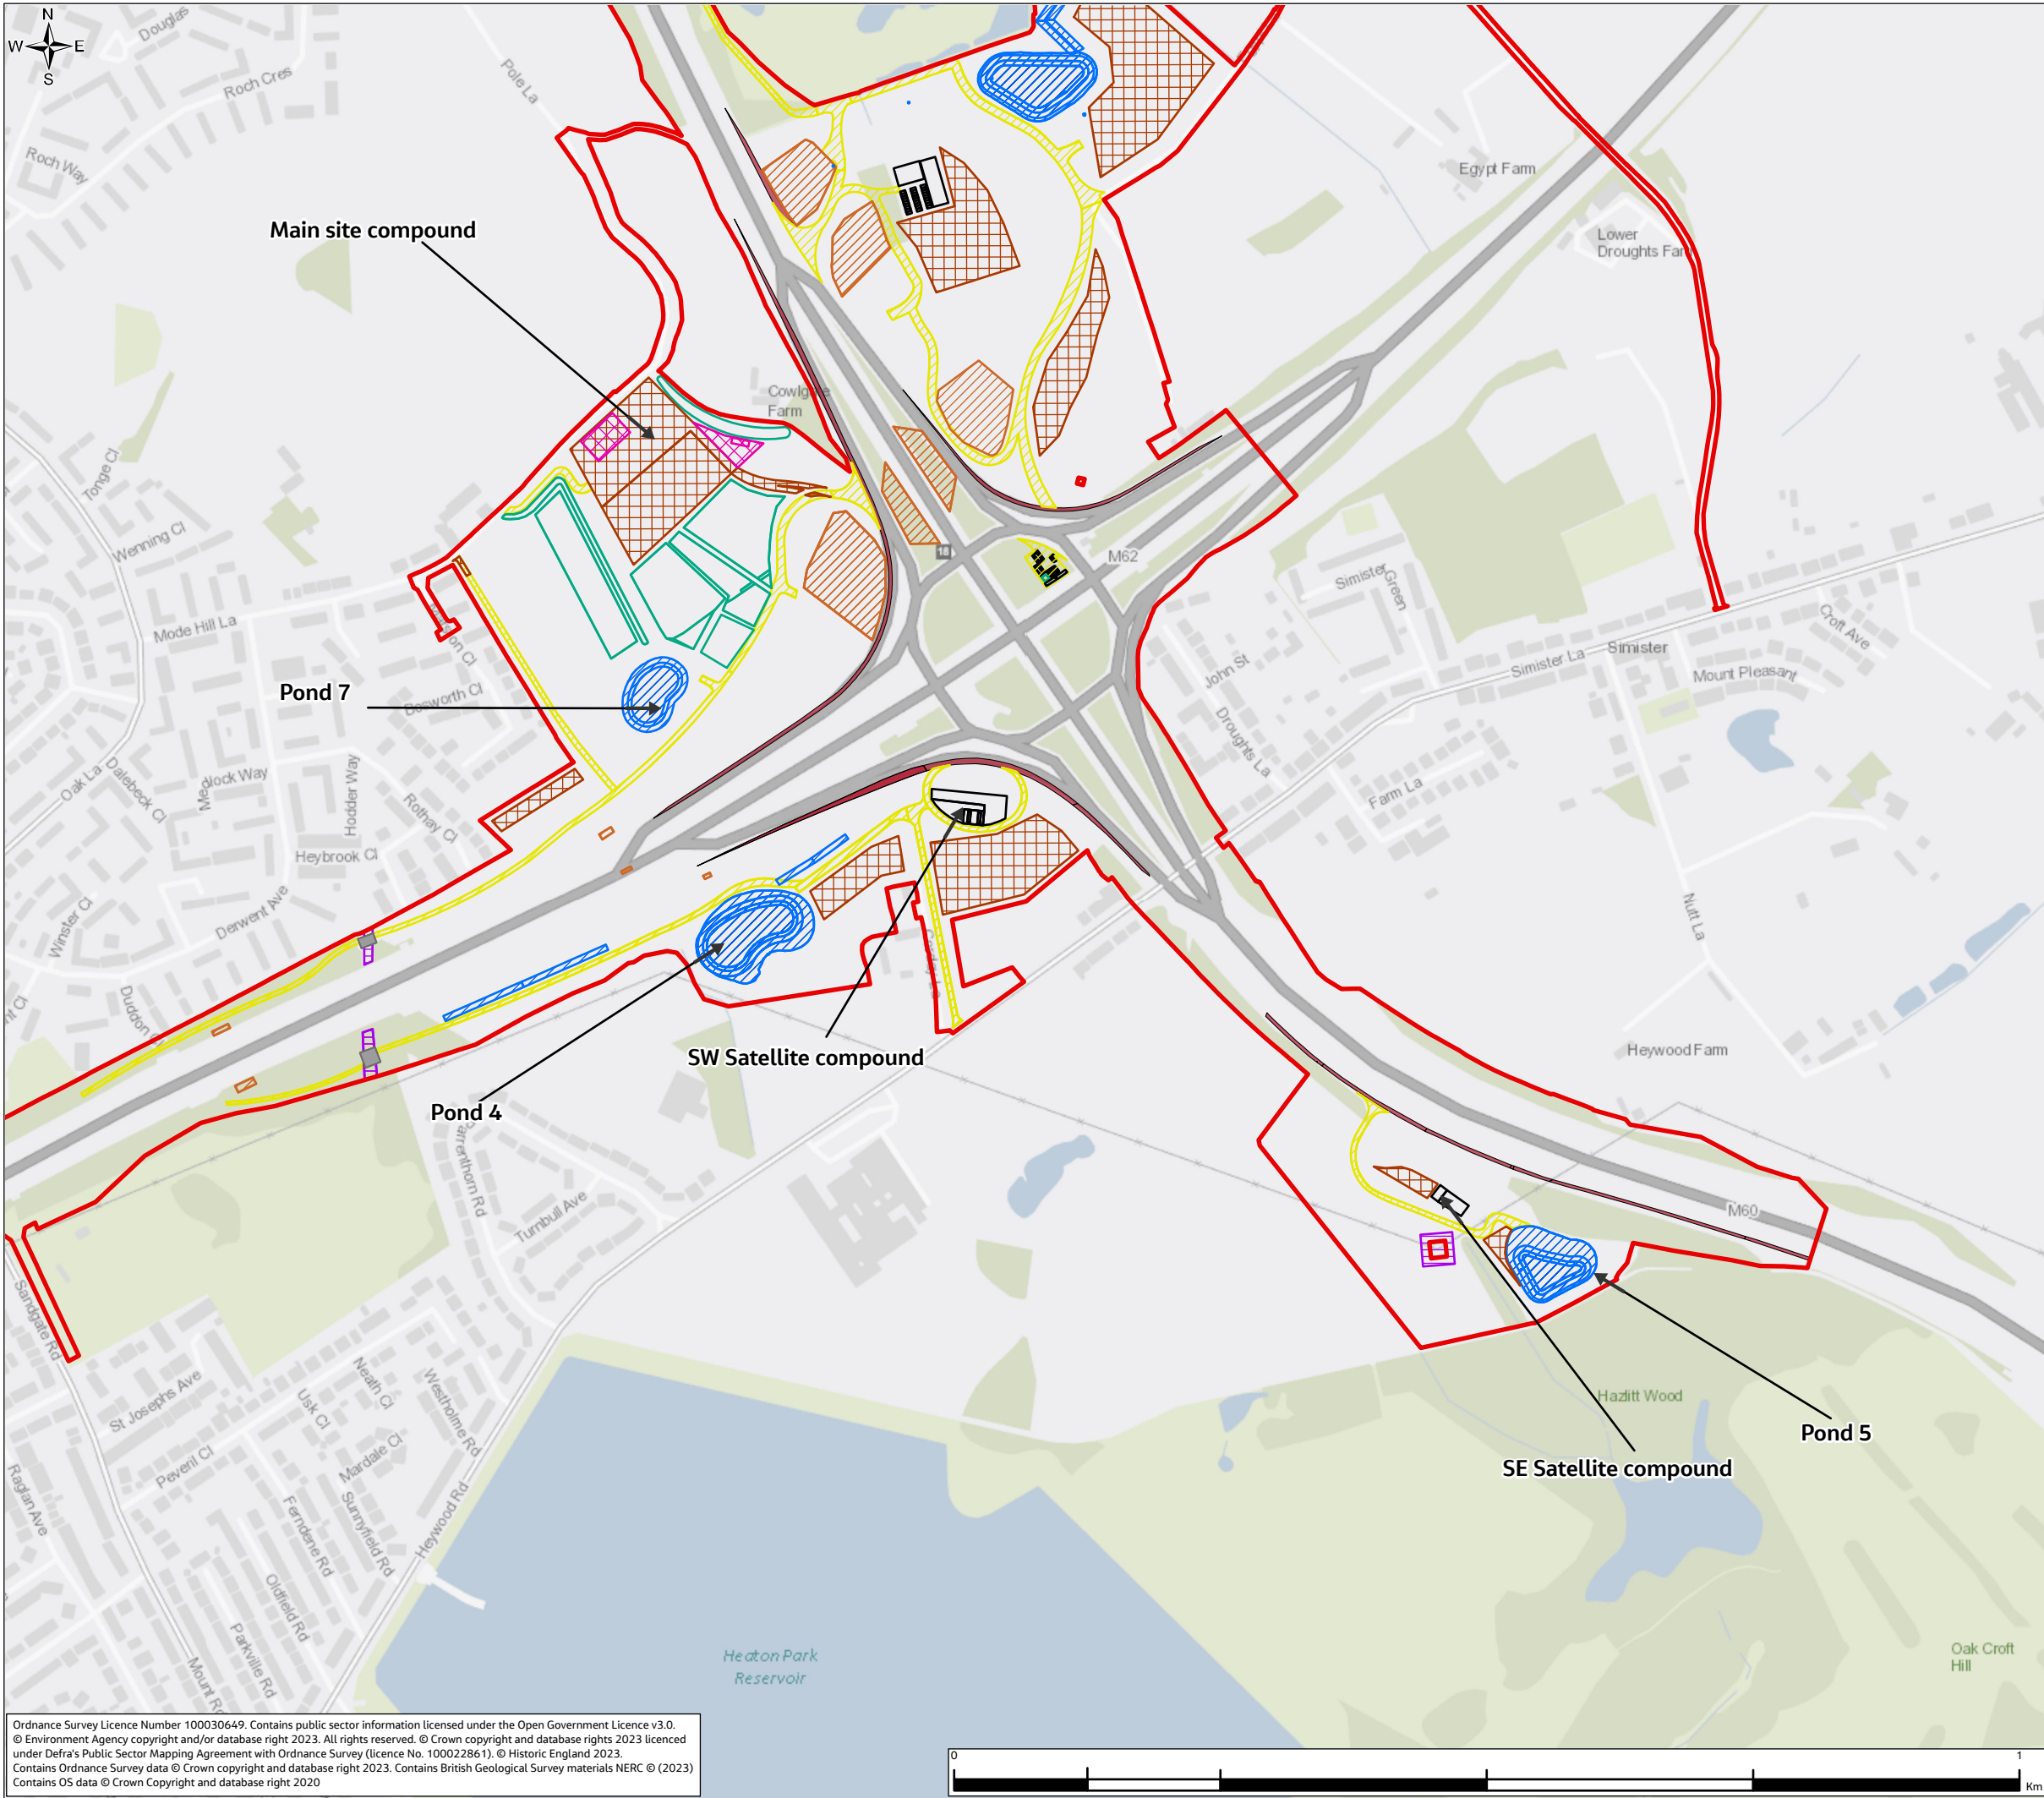 N
W E
S
Douglas
Roch Cres
Roch Way
Pole La
Egypt Farm
Lower
Droughts Farm
Main site compound
Cowlgate
Farm
Tonge Cl
Wenning Cl
18
M62
Simister
Green
Croft Ave
Mode Hill La
Simister La
Simister
Mount Pleasant
John St
Pond 7
Bosworth Cl
Droughts La
Oak La
Dalebeck Cl
Hodder Way
Rothay Cl
Farm La
Heybrook Cl
Nutt La
Winster Cl
Derwent Ave
Duddon
Heywood Farm
SW Satellite compound
Pond 4
Parrenthorn Rd
Turnbull Ave
M60
Sandgate Rd
St Josephs Ave
Neath Cl
Usk Cl
Westholme Rd
Hazlitt Wood
Pond 5
SE Satellite compound
Peveril Cl
Mardale Cl
Raglan Ave
Ferndene Rd
Sunnyfield Rd
Heywood Rd
Oldfield Rd
Parkville Rd
Mount Rd
Heaton Park
Reservoir
Oak Croft
Hill
Ordnance Survey Licence Number 100030649. Contains public sector information licensed under the Open Government Licence v3.0.
© Environment Agency copyright and/or database right 2023. All rights reserved. © Crown copyright and database rights 2023 licenced
under Defra's Public Sector Mapping Agreement with Ordnance Survey (licence No. 100022861). © Historic England 2023.
Contains Ordnance Survey data © Crown copyright and database right 2023. Contains British Geological Survey materials NERC © (2023)
Contains OS data © Crown Copyright and database right 2020
0 1
Km